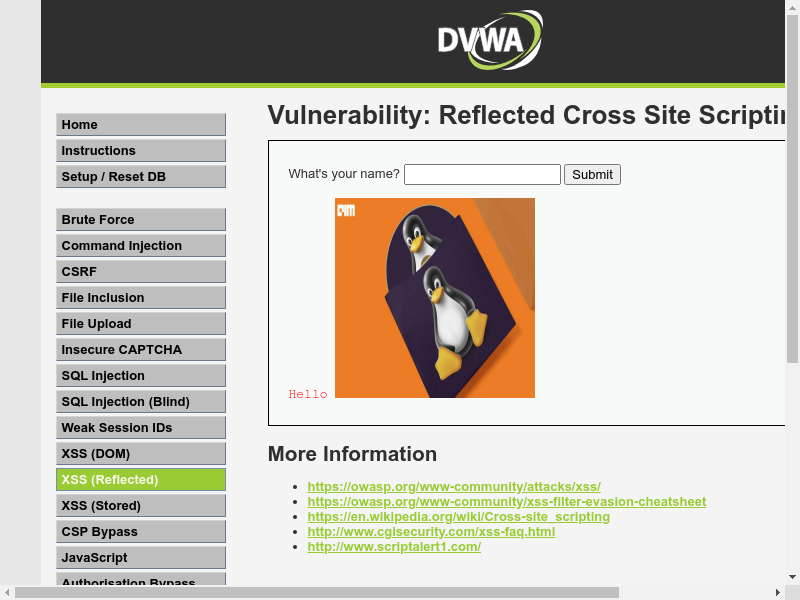 DVWA
Vulnerability: Reflected Cross Site Scriptin
Home
Instructions
Setup / Reset DB
Brute Force
Command Injection
CSRF
File Inclusion
File Upload
Insecure CAPTCHA
SQL Injection
SQL Injection (Blind)
Weak Session IDs
XSS (DOM)
XSS (Reflected)
XSS (Stored)
CSP Bypass
JavaScript
Authorisation Bypass
What's your name? Submit
Hello
More Information
https://owasp.org/www-community/attacks/xss/
https://owasp.org/www-community/xss-filter-evasion-cheatsheet
https://en.wikipedia.org/wiki/Cross-site_scripting
http://www.cgisecurity.com/xss-faq.html
http://www.scriptalert1.com/